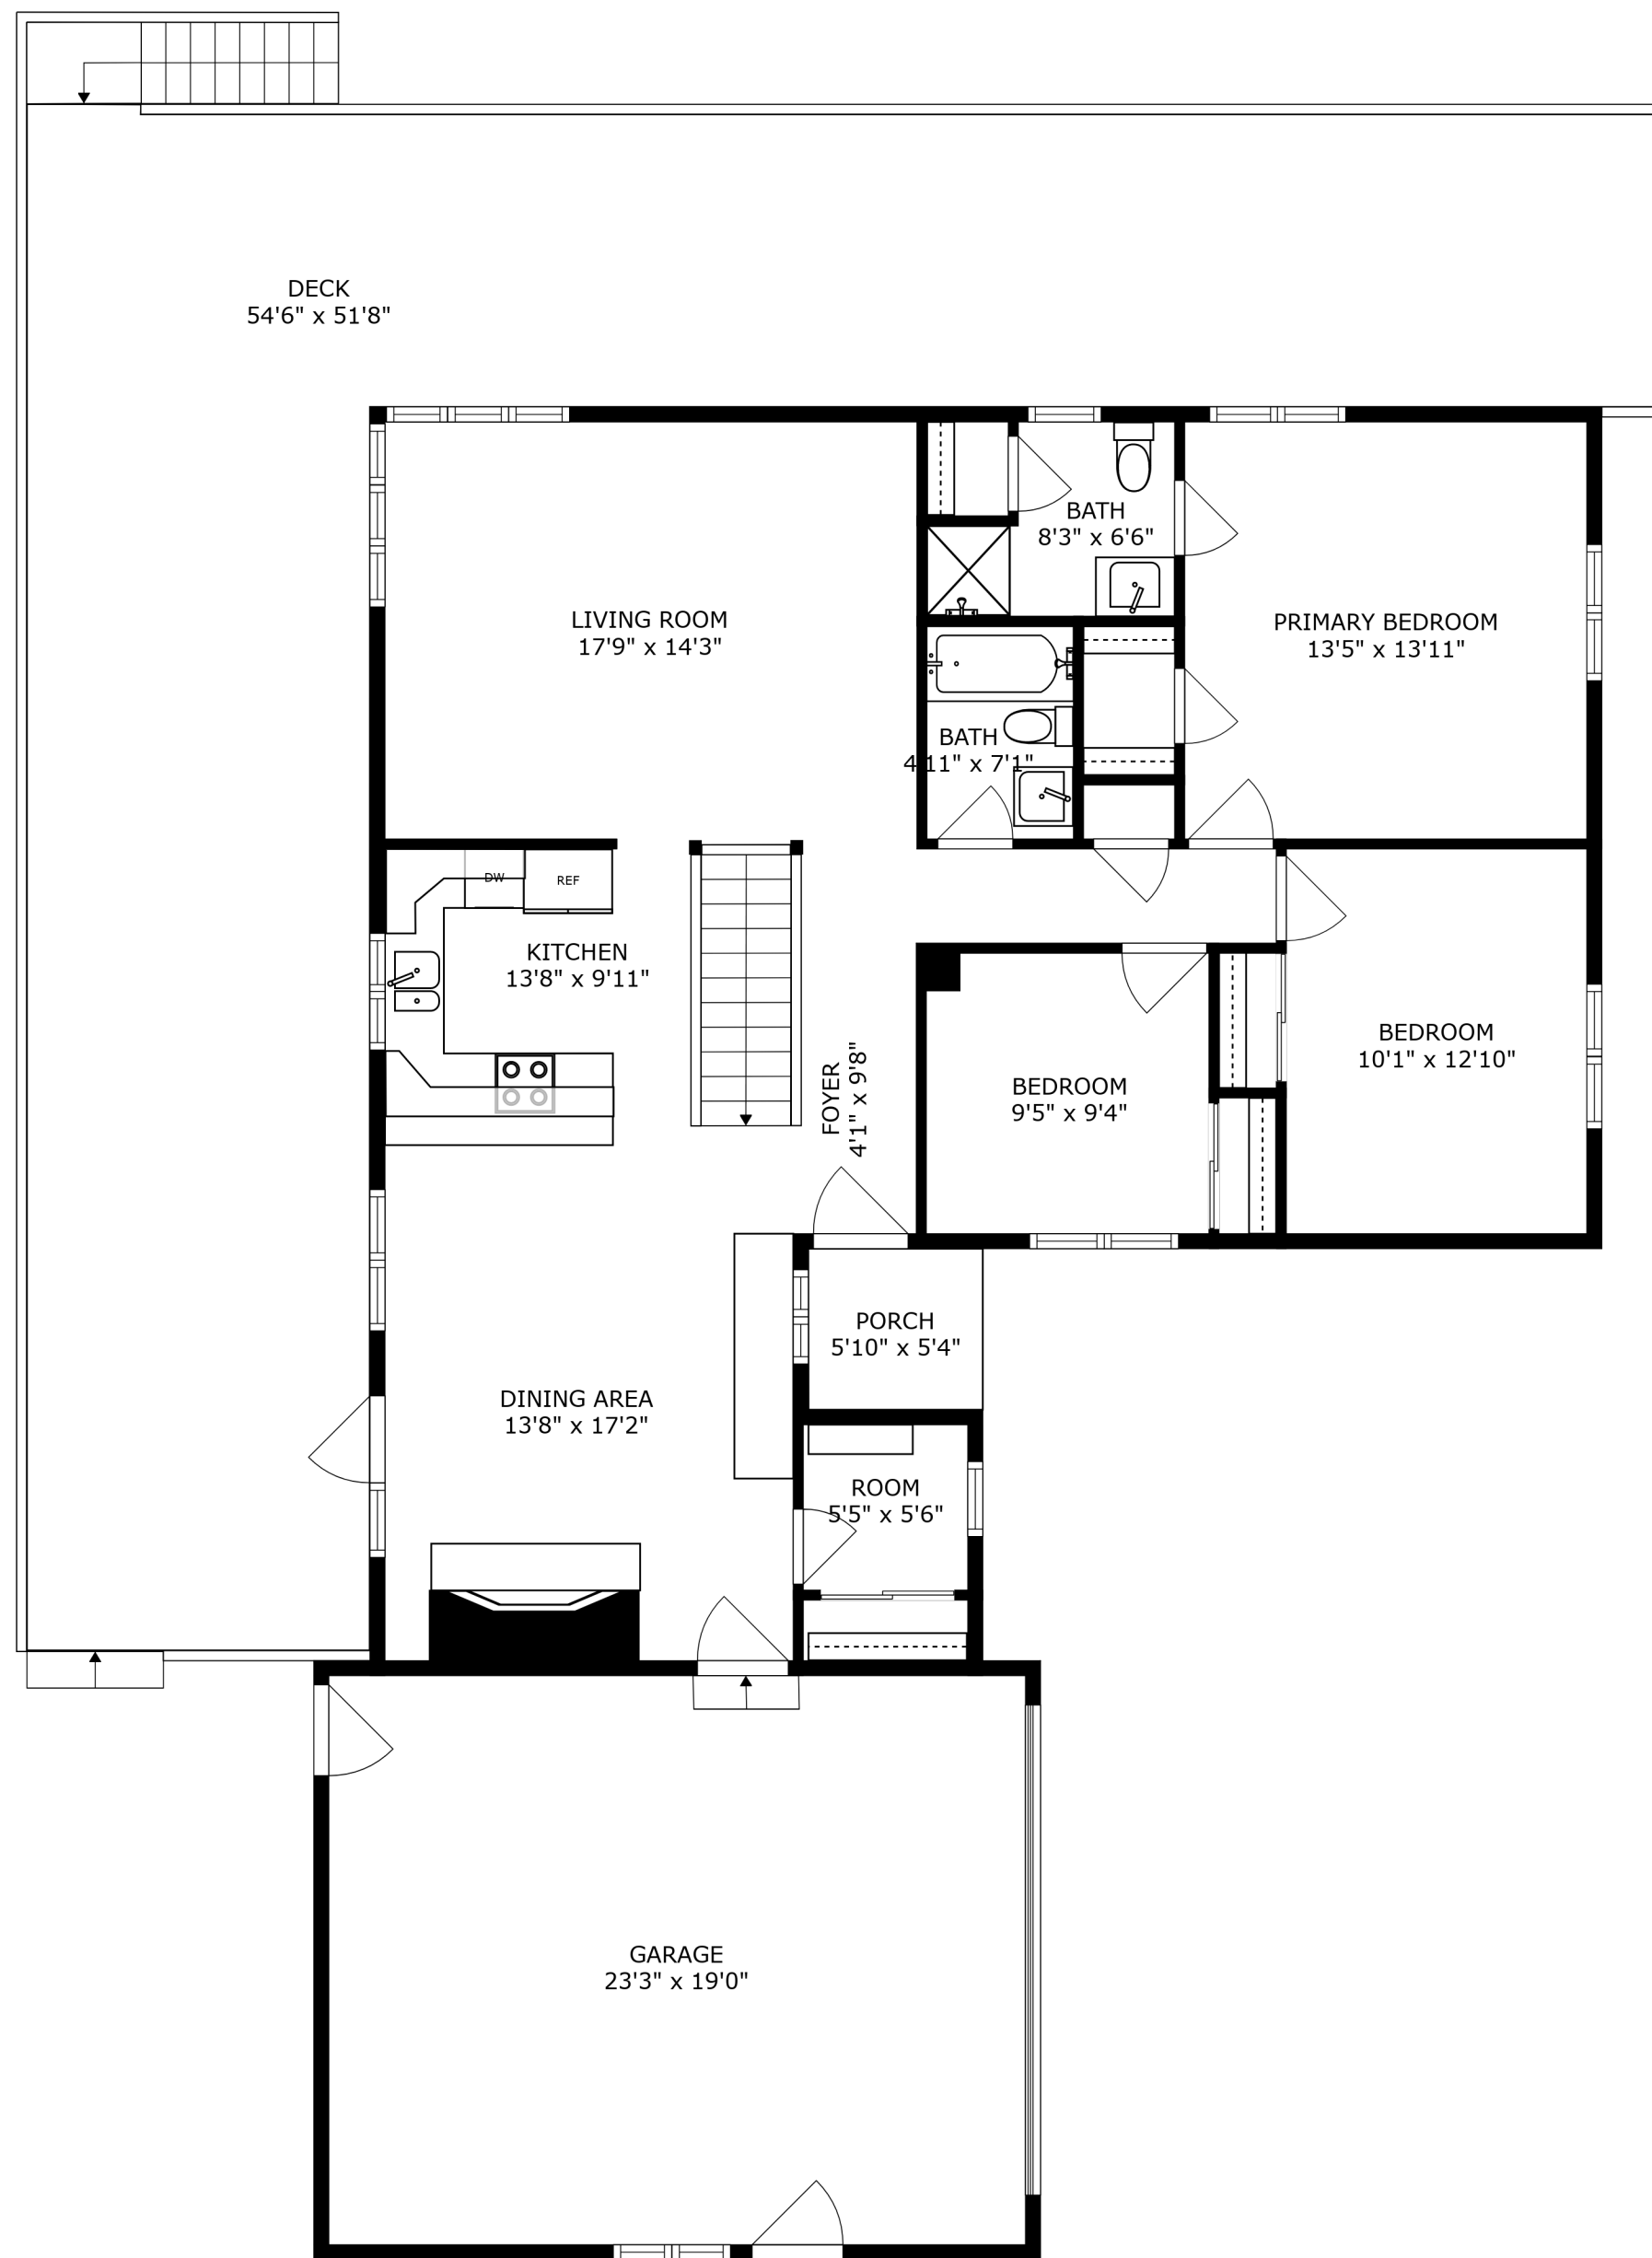 DECK
54'6" x 51'8"
BATH
8'3" x 6'6"
LIVING ROOM
17'9" x 14'3"
PRIMARY BEDROOM
13'5" x 13'11"
BATH
4'11" x 7'1"
DW
REF
KITCHEN
13'8" x 9'11"
FOYER
4'1" x 9'8"
BEDROOM
9'5" x 9'4"
BEDROOM
10'1" x 12'10"
PORCH
5'10" x 5'4"
DINING AREA
13'8" x 17'2"
ROOM
5'5" x 5'6"
GARAGE
23'3" x 19'0"